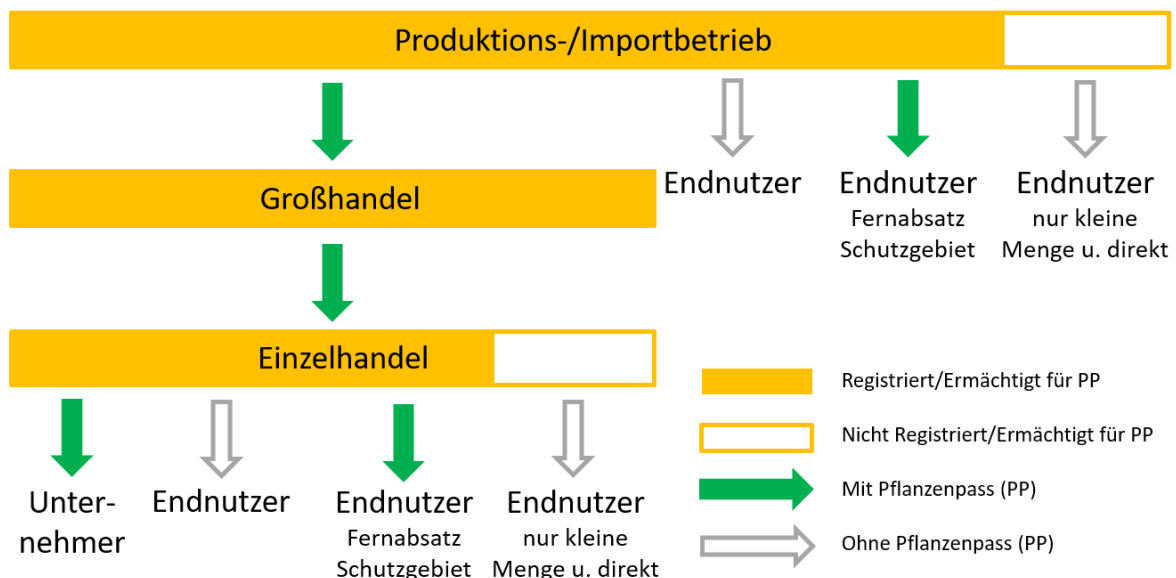 Produktions-/Importbetrieb
Großhandel
Endnutzer
Endnutzer
Fernabsatz
Schutzgebiet
Endnutzer
nur kleine
Menge u. direkt
Einzelhandel
Unter-
nehmer
Endnutzer
Endnutzer
Fernabsatz
Schutzgebiet
Endnutzer
nur kleine
Menge u. direkt
Registriert/Ermächtigt für PP
Nicht Registriert/Ermächtigt für PP
Mit Pflanzenpass (PP)
Ohne Pflanzenpass (PP)